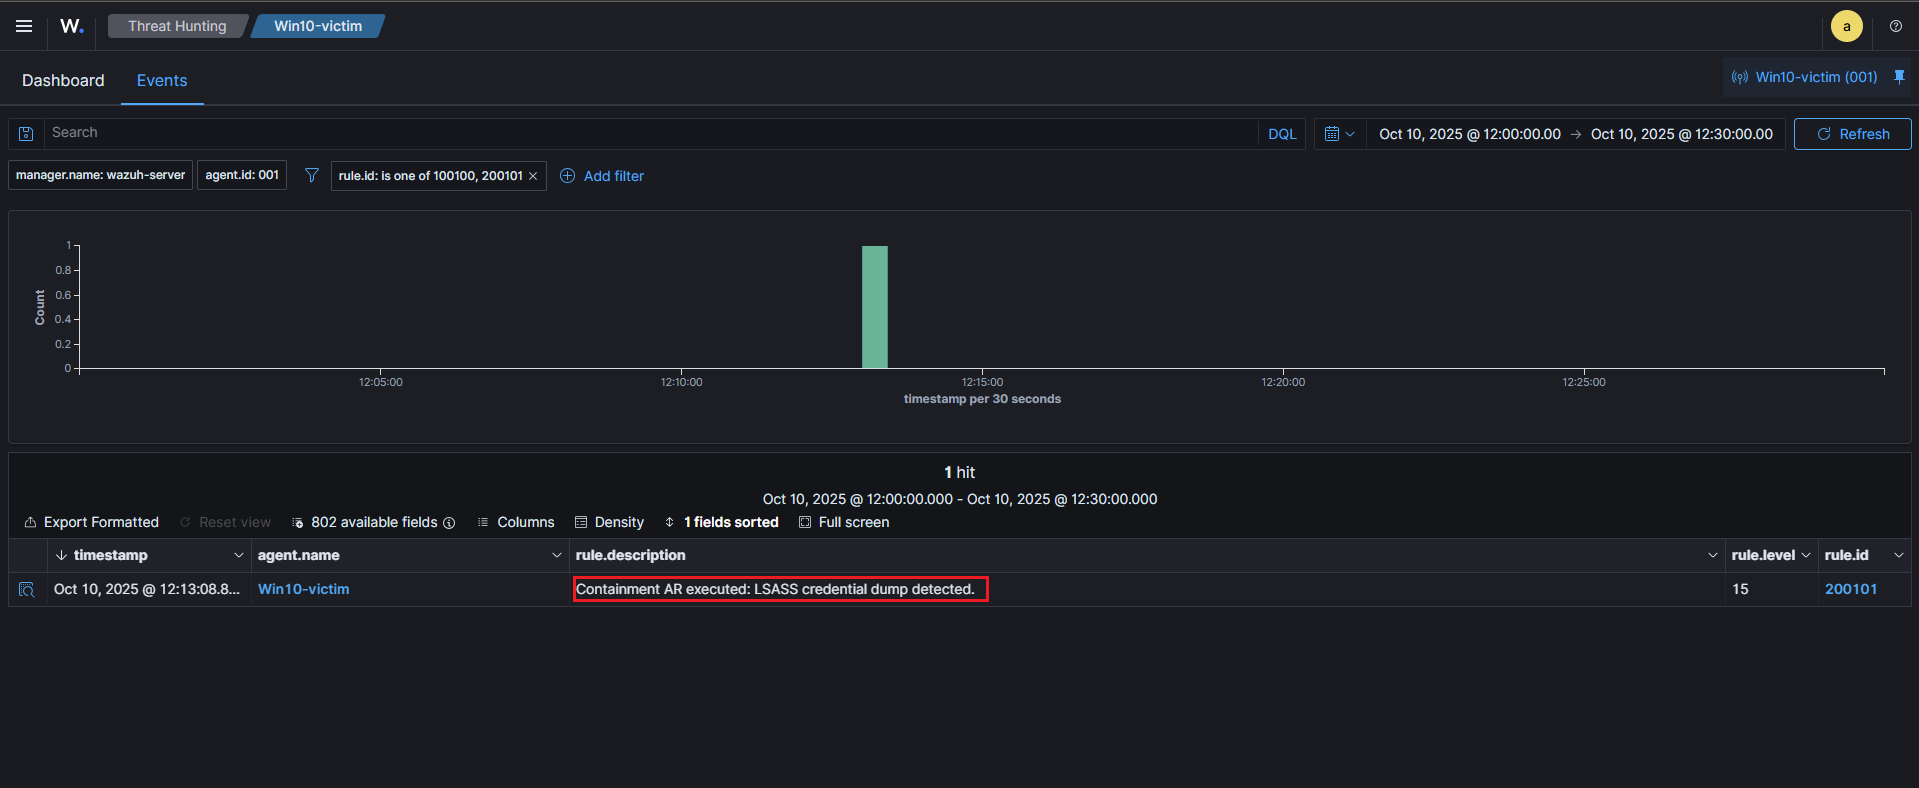 W. Threat Hunting Win10-victim a
Dashboard Events Win10-victim (001)
Search DQL Oct 10, 2025 @ 12:00:00.00 → Oct 10, 2025 @ 12:30:00.00 Refresh
manager.name: wazuh-server agent.id: 001 rule.id: is one of 100100, 200101 × Add filter
1
0.8
0.6
0.4
0.2
0
Count
12:05:00 12:10:00 12:15:00 12:20:00 12:25:00
timestamp per 30 seconds
1 hit
Oct 10, 2025 @ 12:00:00.000 - Oct 10, 2025 @ 12:30:00.000
Export Formatted Reset view 802 available fields Columns Density 1 fields sorted Full screen
timestamp agent.name rule.description rule.level rule.id
Oct 10, 2025 @ 12:13:08.8... Win10-victim Containment AR executed: LSASS credential dump detected. 15 200101